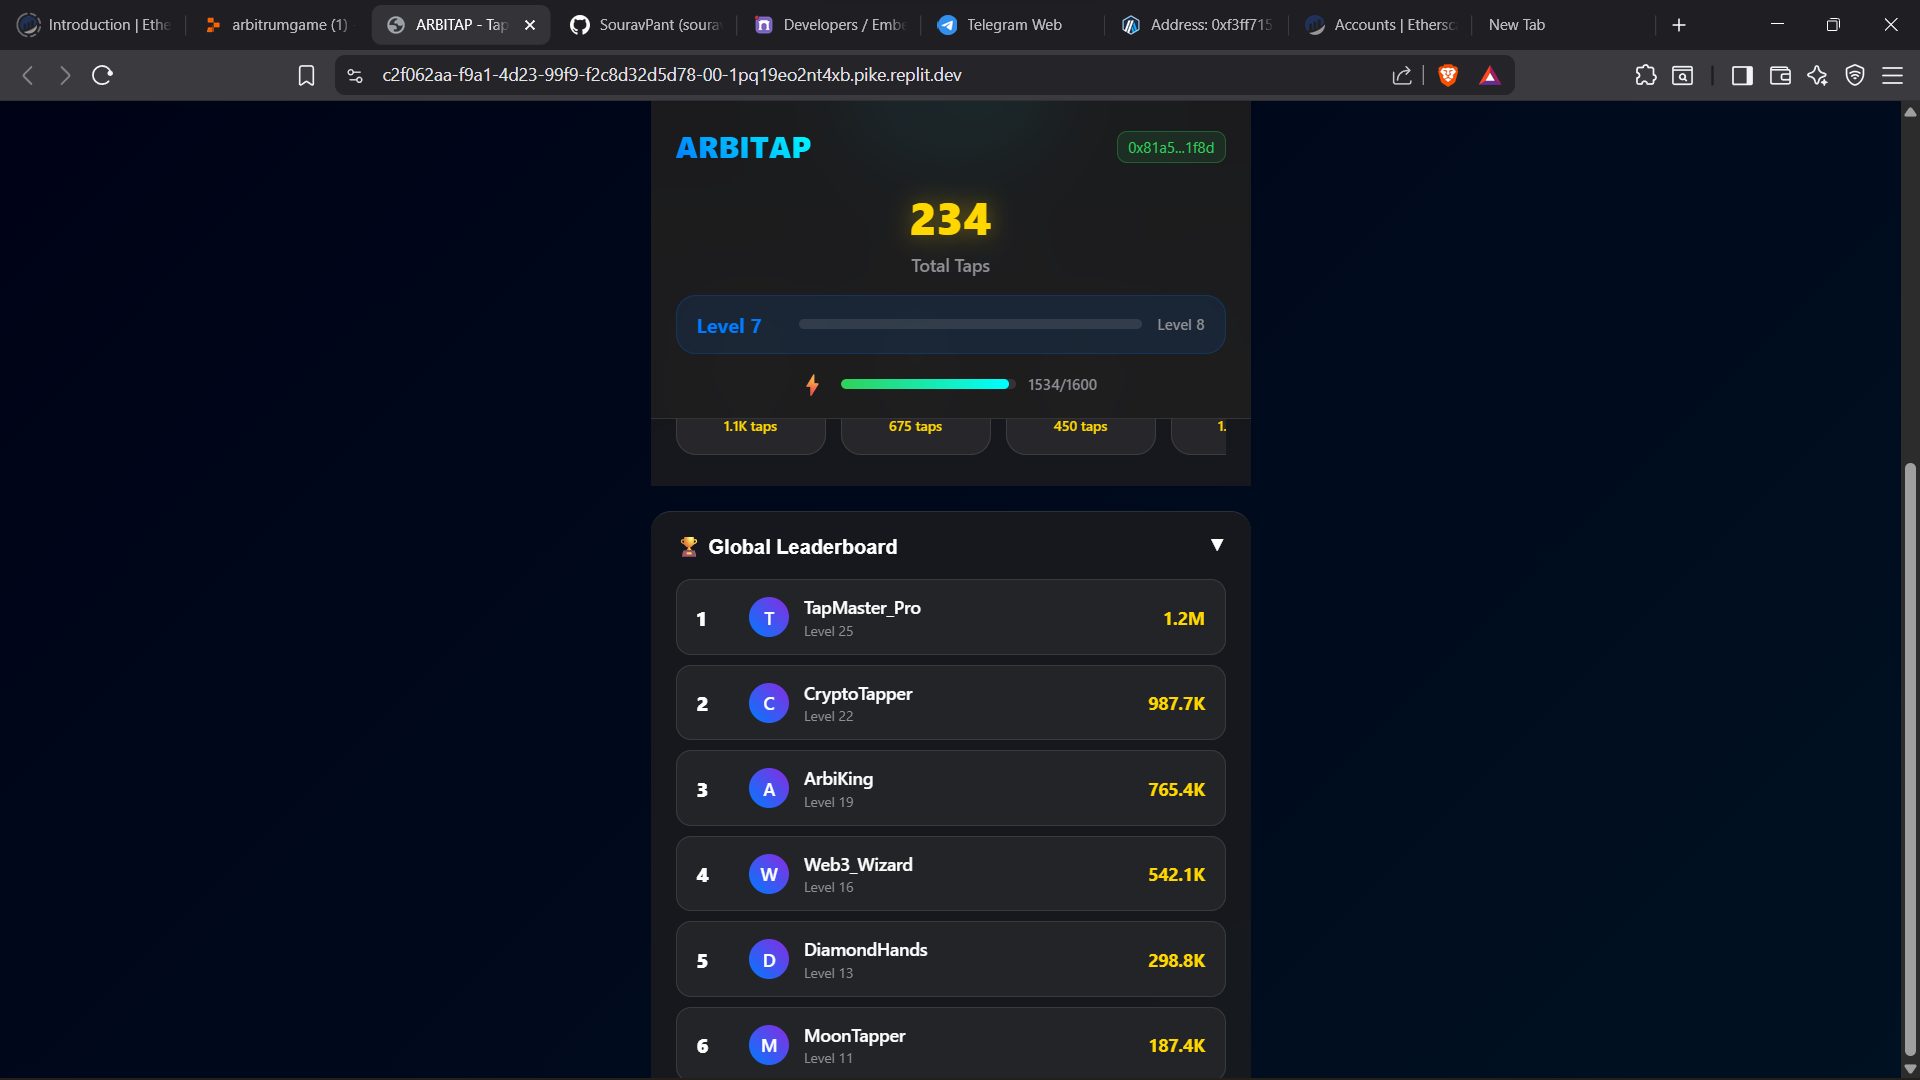 Introduction | Ethe
arbitrumgame (1)
ARBITAP - Tap
SouravPant (sourav
Developers / Embe
Telegram Web
Address: 0xf3ff715
Accounts | Ethersca
New Tab
c2f062aa-f9a1-4d23-99f9-f2c8d32d5d78-00-1pq19eo2nt4xb.pike.replit.dev
ARBITAP
0x81a5...1f8d
234
Total Taps
Level 7
Level 8
1534/1600
1.1K taps
675 taps
450 taps
1.
Global Leaderboard
1
T
TapMaster_Pro
Level 25
1.2M
2
C
CryptoTapper
Level 22
987.7K
3
A
ArbiKing
Level 19
765.4K
4
W
Web3_Wizard
Level 16
542.1K
5
D
DiamondHands
Level 13
298.8K
6
M
MoonTapper
Level 11
187.4K